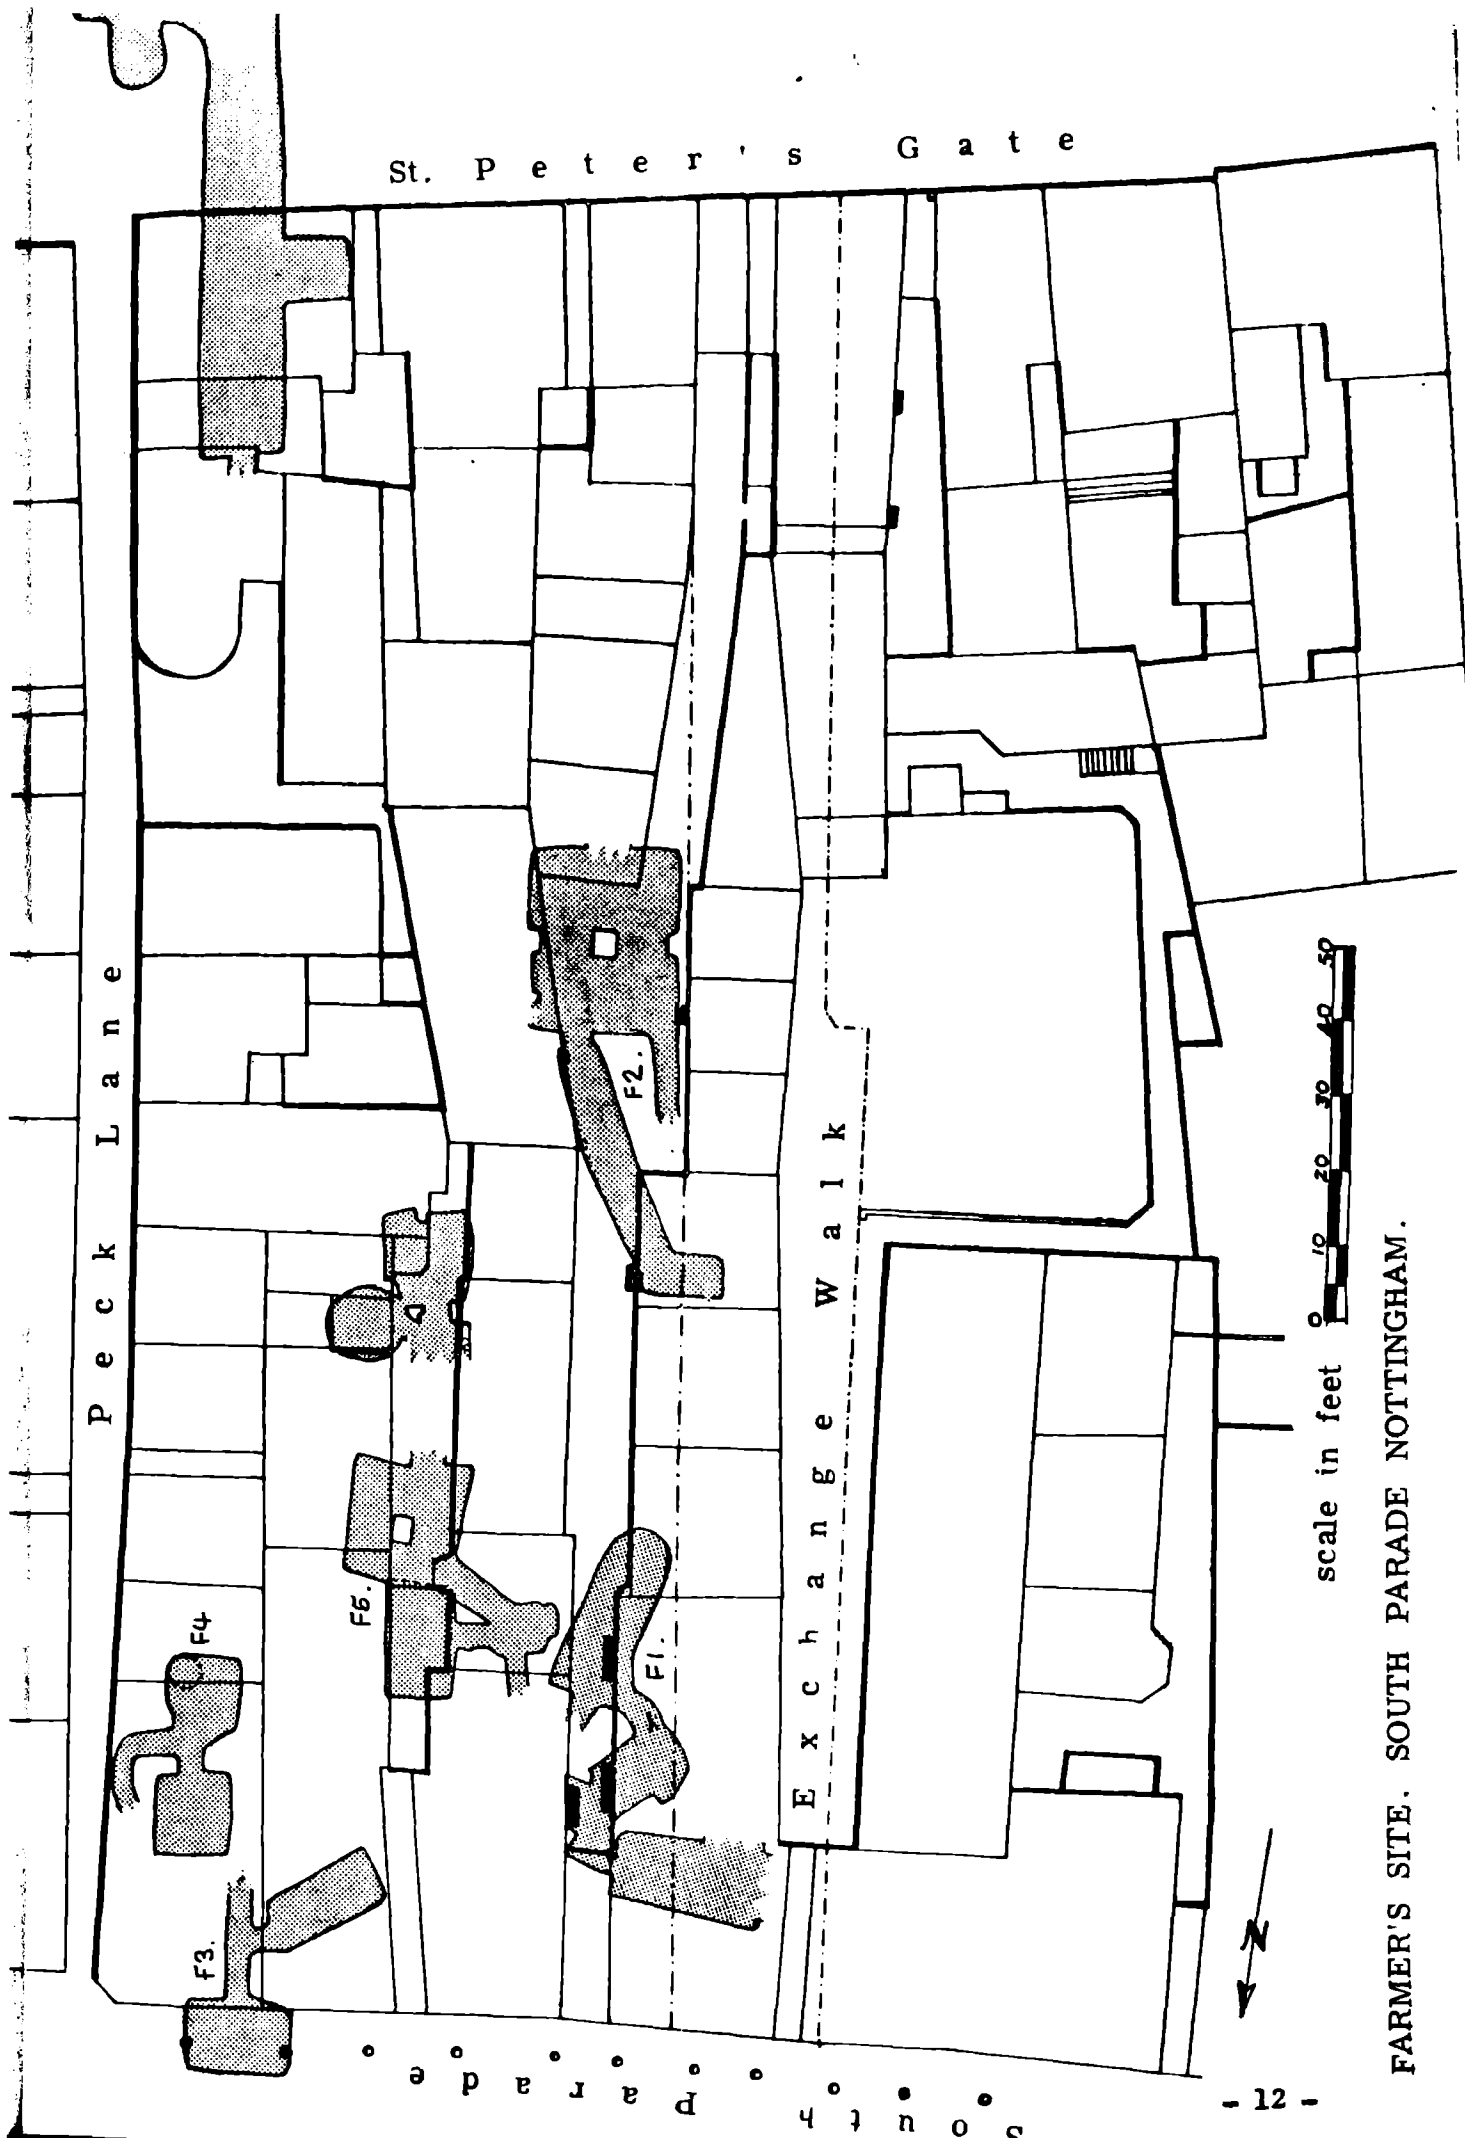 St. Peter's Gate
Peck Lane
Exchange Walk
South Parade
F2.
F5.
F4
F1.
F3.
0 10 20 30 40 50
scale in feet
N
FARMER'S SITE. SOUTH PARADE NOTTINGHAM.
- 12 -